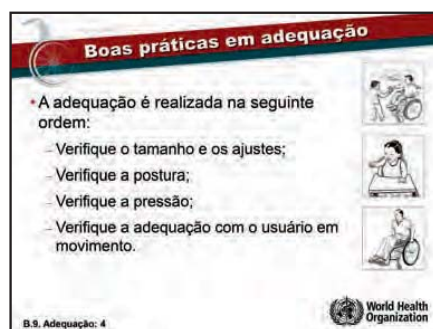 Boas práticas em adequação
• A adequação é realizada na seguinte
ordem:
– Verifique o tamanho e os ajustes;
– Verifique a postura;
– Verifique a pressão;
– Verifique a adequação com o usuário em
movimento.
B.9. Adequação: 4
World Health
Organization